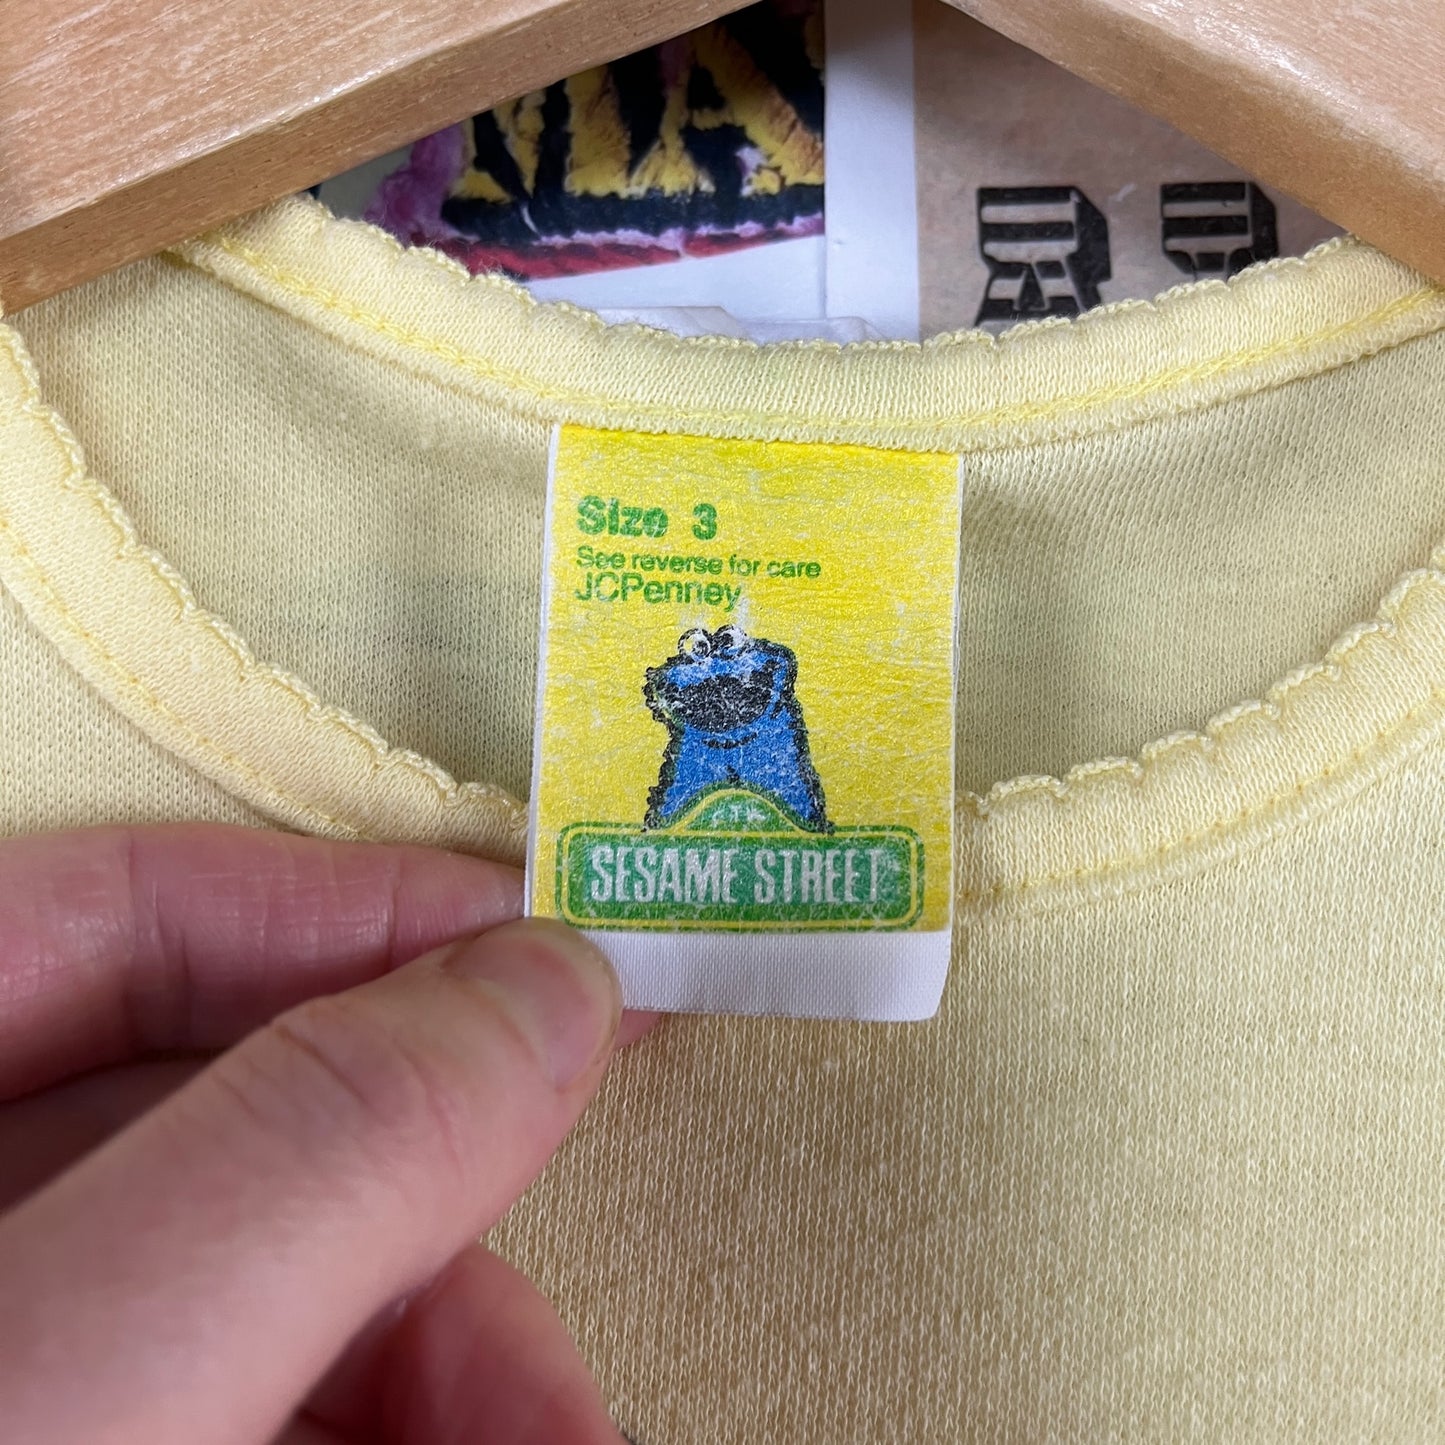 Size 3
See reverse for care
JCPenney
SESAME STREET